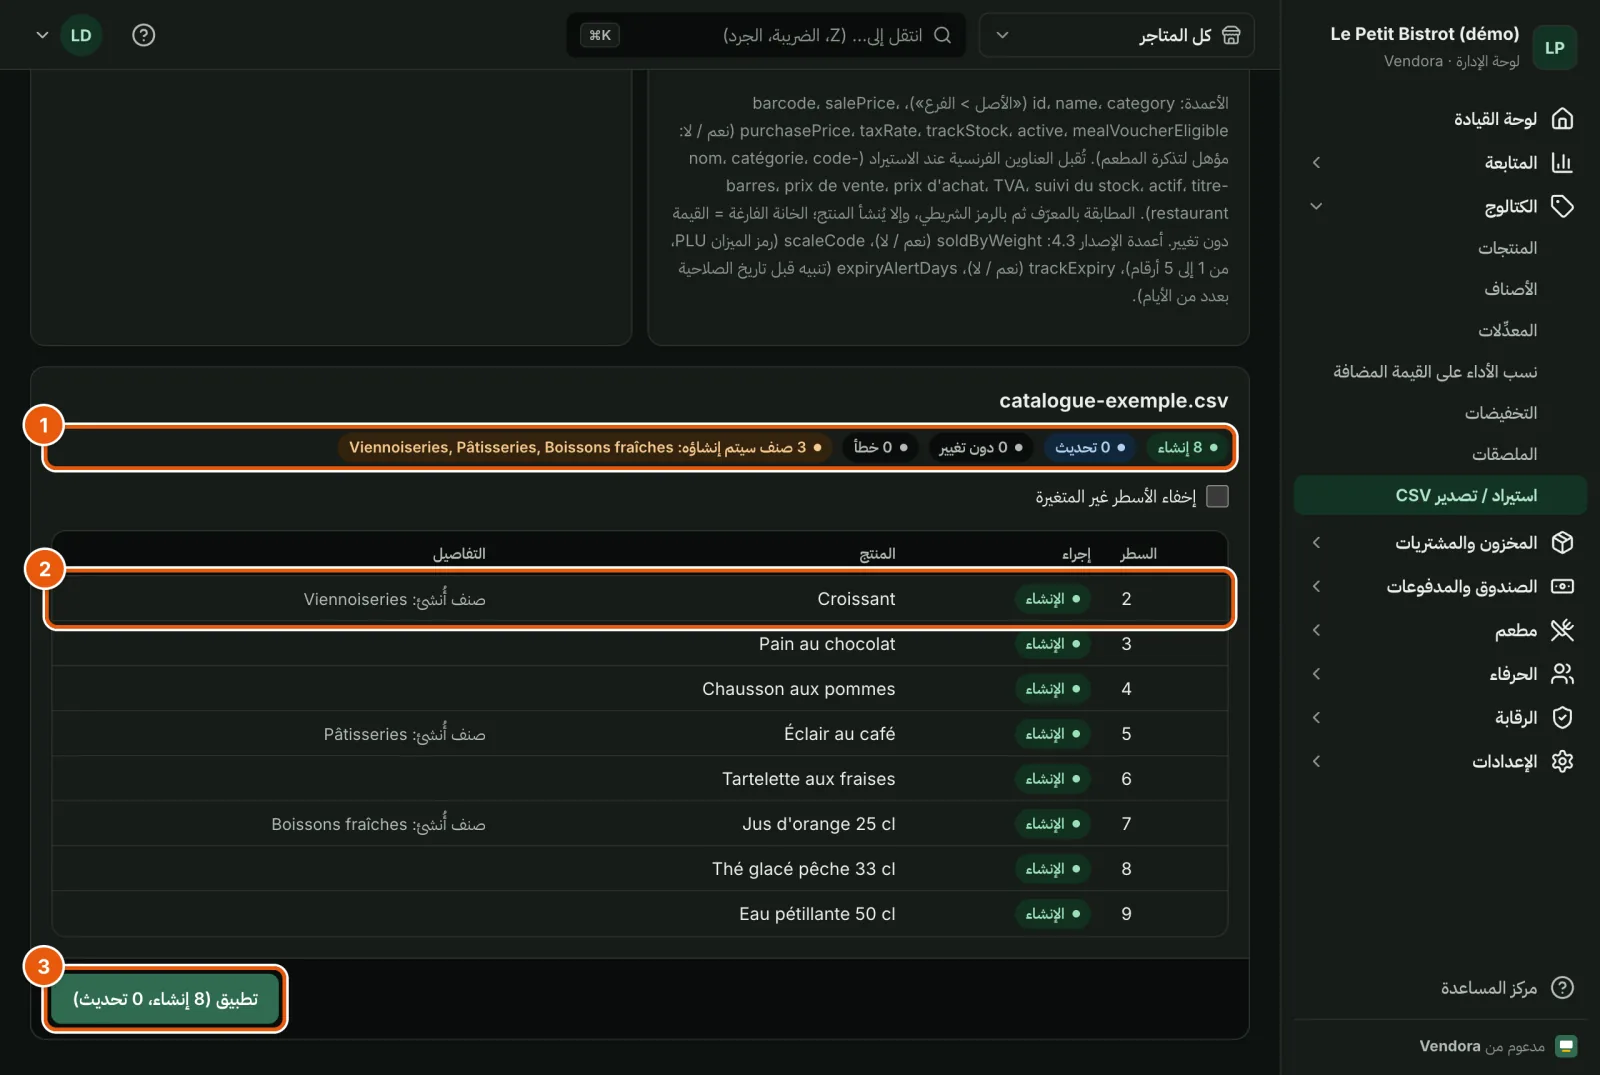 Le Petit Bistrot (démo)
لوحة الإدارة · Vendora
LP
كل المتاجر
انتقل إلى... (Z، الضريبة، الجرد)
⌘K
LD
لوحة القيادة
المتابعة
الكتالوج
المنتجات
الأصناف
المعدِّلات
نسب الأداء على القيمة المضافة
التخفيضات
الملصقات
استيراد / تصدير CSV
المخزون والمشتريات
الصندوق والمدفوعات
مطعم
الحرفاء
الرقابة
الإعدادات
مركز المساعدة
مدعوم من Vendora
الأعمدة: id، name، category («الأصل > الفرع»)، barcode، salePrice،
purchasePrice، taxRate، trackStock، active، mealVoucherEligible (نعم / لا:
مؤهل لتذكرة المطعم). تُقبل العناوين الفرنسية عند الاستيراد (nom، catégorie، code-
barres، prix de vente، prix d'achat، TVA، suivi du stock، actif، titre-
restaurant). المطابقة بالمعرّف ثم بالرمز الشريطي، وإلا يُنشأ المنتج؛ الخانة الفارغة = القيمة
دون تغيير. أعمدة الإصدار 4.3: soldByWeight (نعم / لا)، scaleCode (رمز الميزان PLU،
من 1 إلى 5 أرقام)، trackExpiry (نعم / لا)، expiryAlertDays (تنبيه قبل تاريخ الصلاحية
بعدد من الأيام).
catalogue-exemple.csv
1
8 إنشاء
0 تحديث
0 دون تغيير
0 خطأ
3 صنف سيتم إنشاؤه: Viennoiseries, Pâtisseries, Boissons fraîches
إخفاء الأسطر غير المتغيرة
السطر إجراء المنتج التفاصيل
2
2 الإنشاء Croissant صنف أُنشئ: Viennoiseries
3 الإنشاء Pain au chocolat
4 الإنشاء Chausson aux pommes
5 الإنشاء Éclair au café صنف أُنشئ: Pâtisseries
6 الإنشاء Tartelette aux fraises
7 الإنشاء Jus d'orange 25 cl صنف أُنشئ: Boissons fraîches
8 الإنشاء Thé glacé pêche 33 cl
9 الإنشاء Eau pétillante 50 cl
3
تطبيق (8 إنشاء، 0 تحديث)